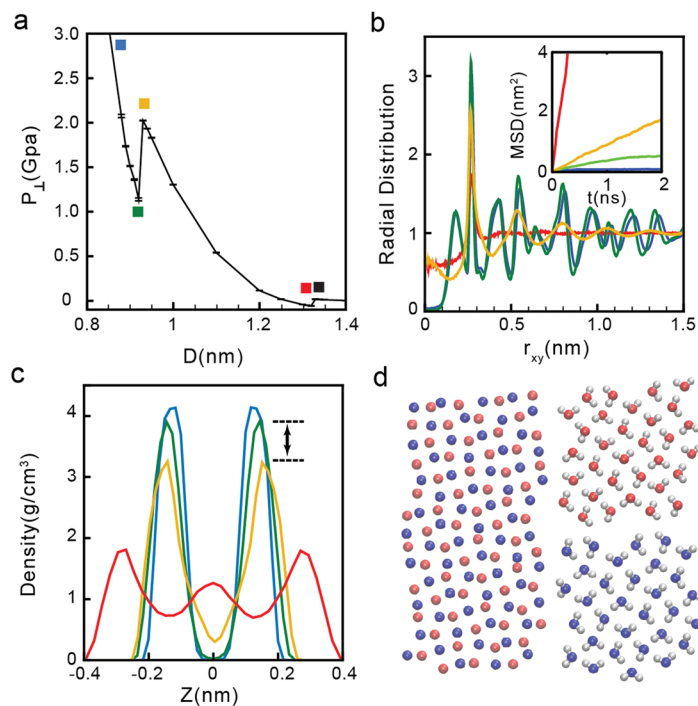 a
3.0
2.5
2.0
1.5
1.0
0.5
0
P⊥(Gpa)
0.8
1
1.2
1.4
D(nm)
b
3
2
1
Radial Distribution
0
0.5
1.0
1.5
r_xy(nm)
4
2
0
MSD(nm²)
0
1
2
t(ns)
c
4
3
2
1
0
Density(g/cm³)
-0.4
-0.2
0
0.2
0.4
Z(nm)
d